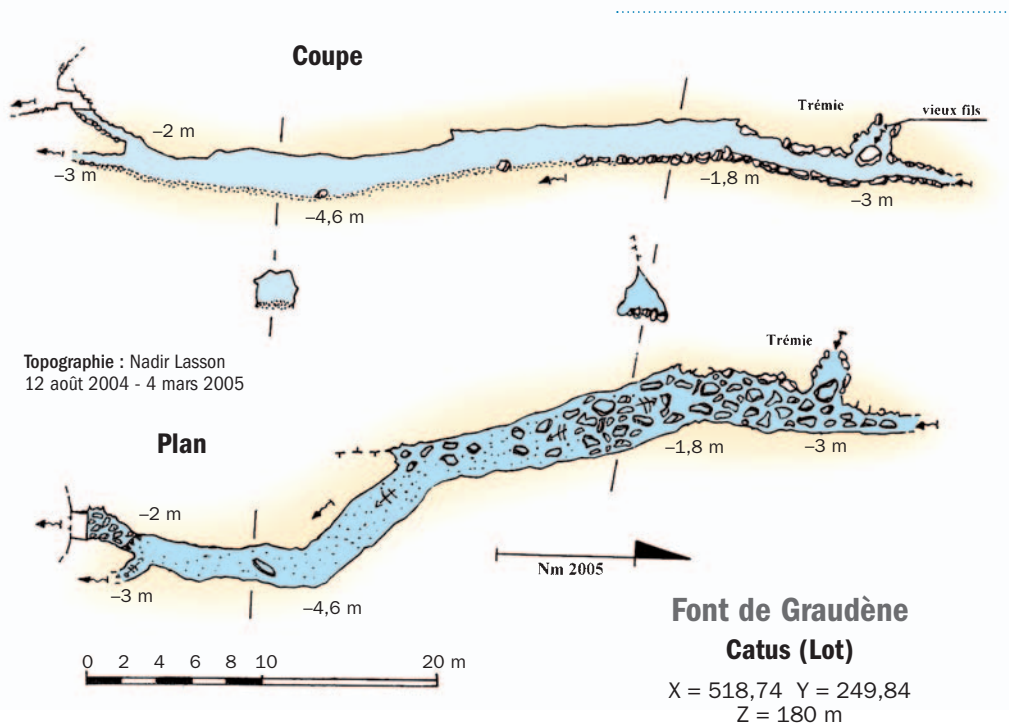 Coupe
Trémie
vieux fils
–2 m
–3 m
–4,6 m
–1,8 m
–3 m
Topographie : Nadir Lasson
12 août 2004 - 4 mars 2005
Trémie
Plan
–1,8 m
–3 m
–2 m
–3 m
–4,6 m
Nm 2005
0 2 4 6 8 10 20 m
Font de Graudène
Catus (Lot)
X = 518,74 Y = 249,84
Z = 180 m